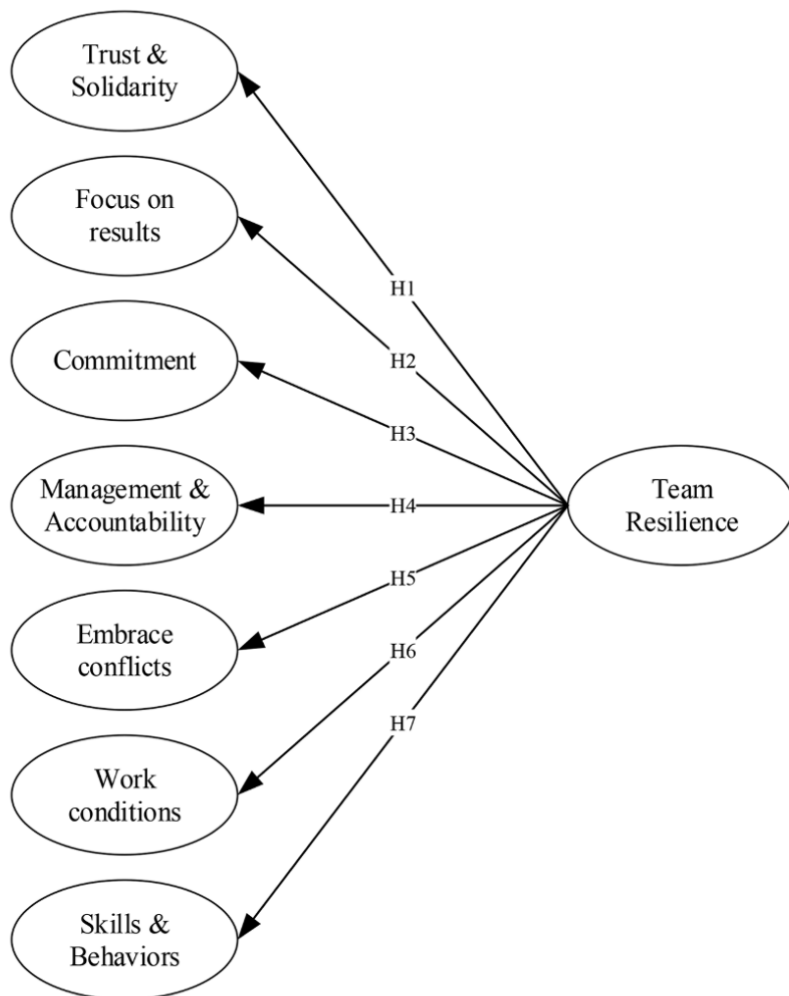 Trust &
Solidarity
Focus on
results
Commitment
Management &
Accountability
Embrace
conflicts
Work
conditions
Skills &
Behaviors
H1
H2
H3
H4
H5
H6
H7
Team
Resilience